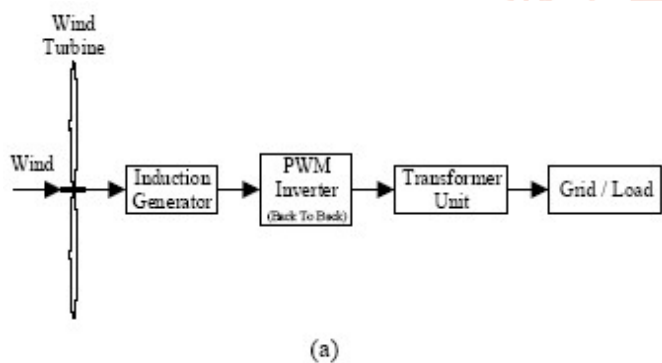 Wind
Turbine
Wind
Induction
Generator
PWM
Inverter
(Back To Back)
Transformer
Unit
Grid / Load
(a)